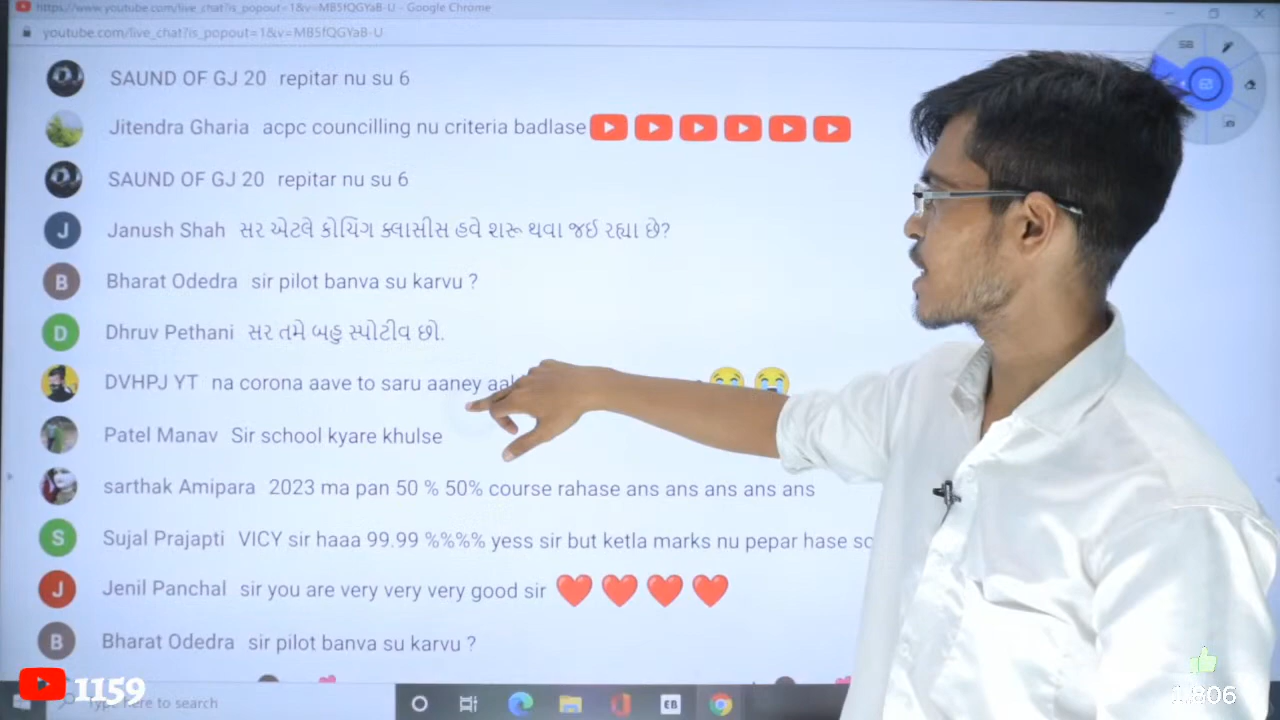 https://www.youtube.com/live_chat?is_popout=1&v=MB5fQGYaB-U - Google Chrome
youtube.com/live_chat?is_popout=1&v=MB5fQGYaB-U
SAUND OF GJ 20 repitar nu su 6
Jitendra Gharia acpc councilling nu criteria badlase
SAUND OF GJ 20 repitar nu su 6
J Janush Shah સર એટલે કોચિંગ ક્લાસીસ હવે શરૂ થવા જઈ રહ્યા છે?
B Bharat Odedra sir pilot banva su karvu ?
D Dhruv Pethani સર તમે બહુ સ્પોટીવ છો.
DVHPJ YT na corona aave to saru aaney
Patel Manav Sir school kyare khulse
sarthak Amipara 2023 ma pan 50 % 50% course rahase ans ans ans ans ans
S Sujal Prajapti VICY sir haaa 99.99 %%%% yess sir but ketla marks nu pepar hase
J Jenil Panchal sir you are very very very good sir
B Bharat Odedra sir pilot banva su karvu ?
1159
Type here to search
EB
SB